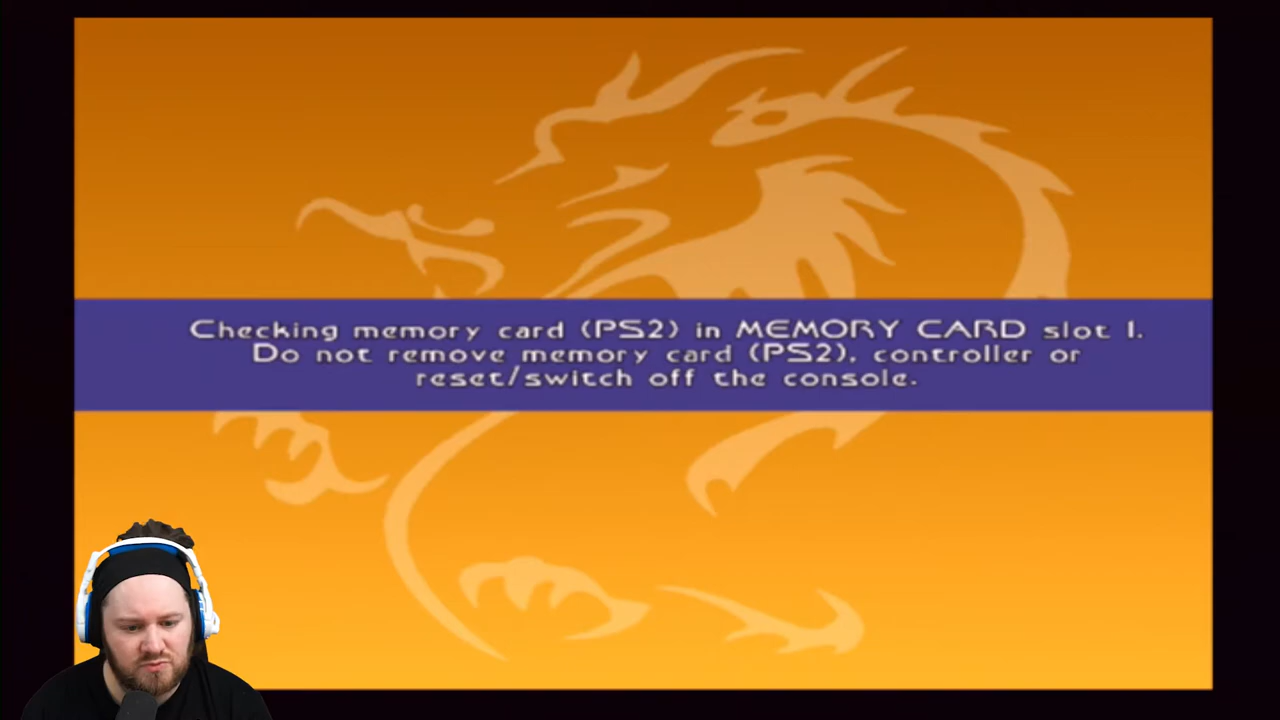 Checking memory card (PS2) in MEMORY CARD slot 1.
Do not remove memory card (PS2), controller or
reset/switch off the console.